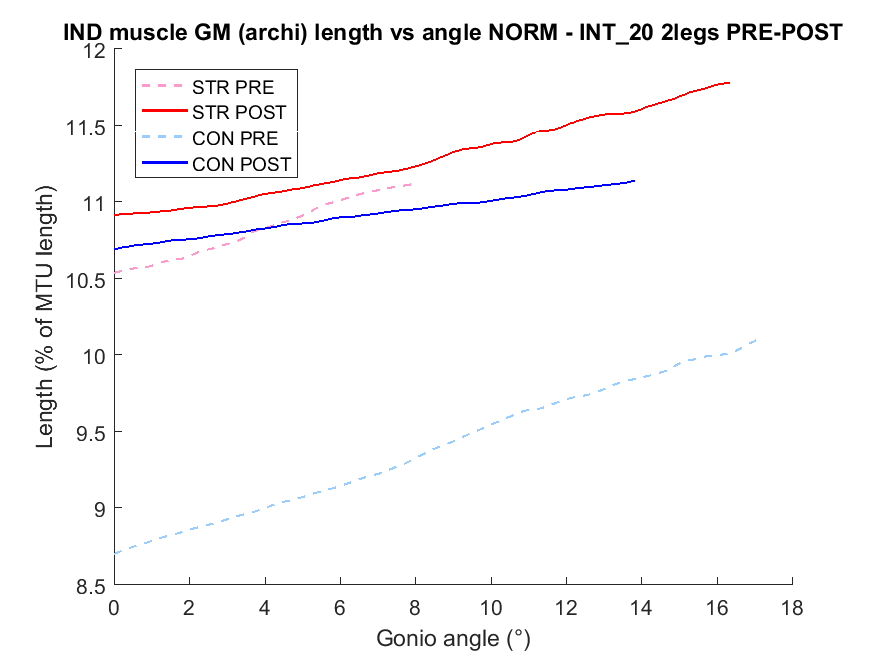 IND muscle GM (archi) length vs angle NORM - INT_20 2legs PRE-POST
12
11.5
11
10.5
10
9.5
9
8.5
Length (% of MTU length)
STR PRE
STR POST
CON PRE
CON POST
0 2 4 6 8 10 12 14 16 18
Gonio angle (°)